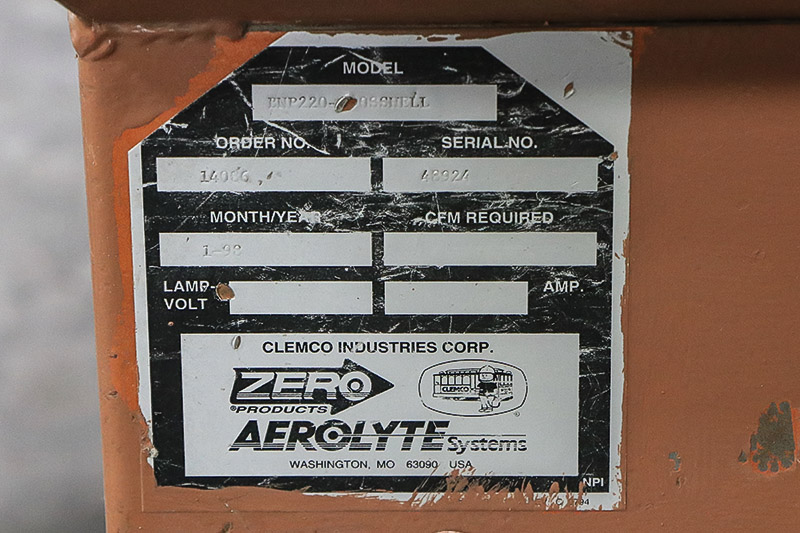 MODEL
ORDER NO. SERIAL NO.
48924
MONTH/YEAR CFM REQUIRED
1-98
LAMP- AMP.
VOLT
CLEMCO INDUSTRIES CORP.
ZERO
®PRODUCTS
CLEMCO
®
AEROLYTE Systems
WASHINGTON, MO 63090 USA
NPI